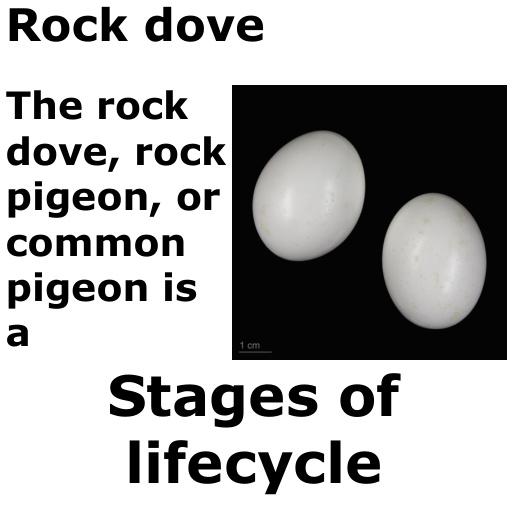 Rock dove
The rock
dove, rock
pigeon, or
common
pigeon is
a
1 cm
Stages of
lifecycle